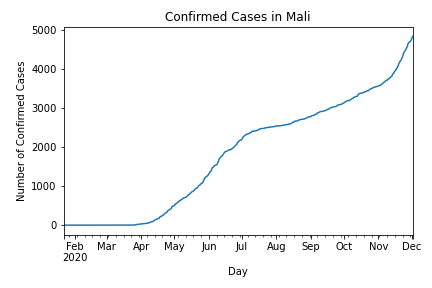 Confirmed Cases in Mali
Number of Confirmed Cases
5000
4000
3000
2000
1000
0
Feb Mar Apr May Jun Jul Aug Sep Oct Nov Dec
2020
Day